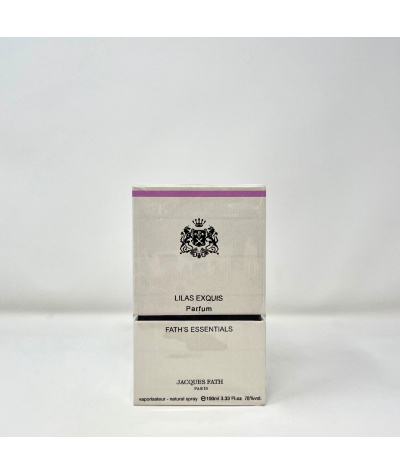 LILAS EXQUIS
Parfum
FATH'S ESSENTIALS
JACQUES FATH
PARIS
vaporisateur - natural spray ℮100ml 3.33 Fl.oz. 78%vol.